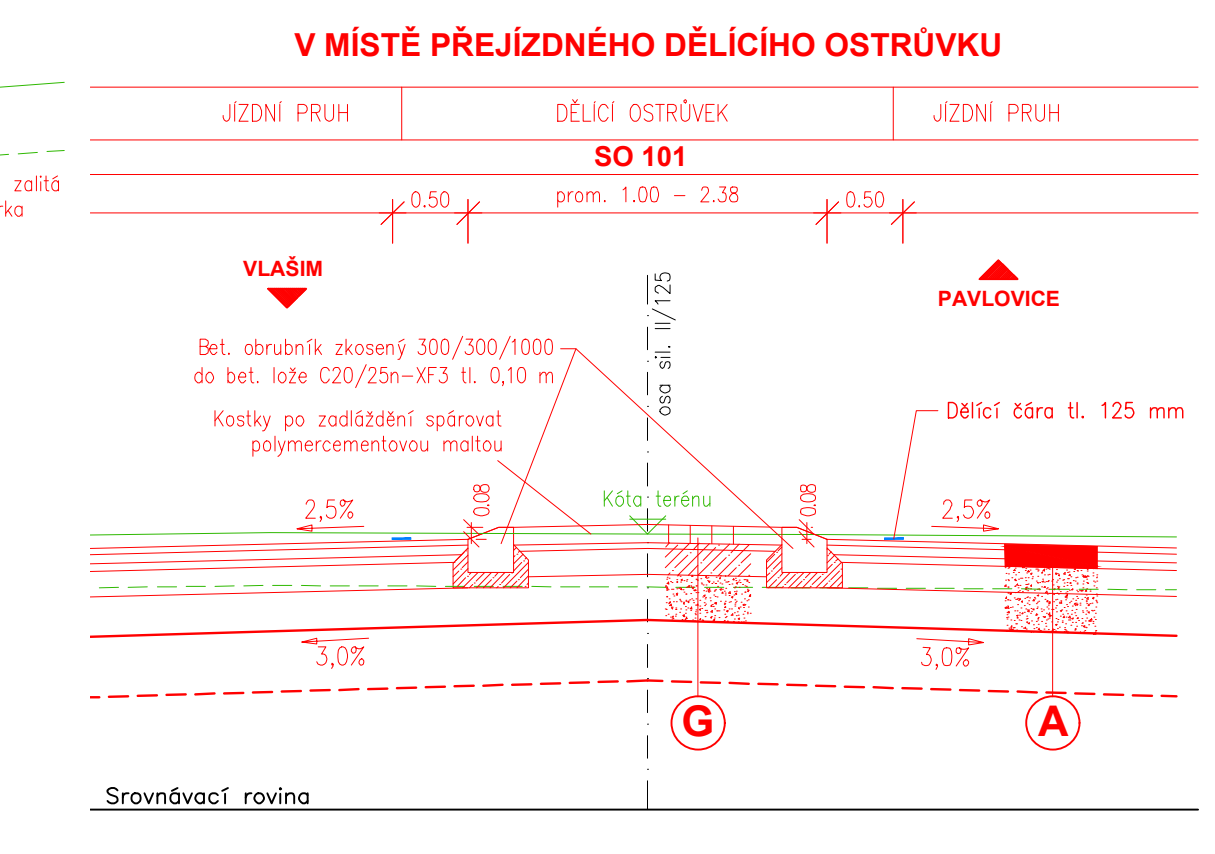 V MÍSTĚ PŘEJÍZDNÉHO DĚLÍCÍHO OSTRŮVKU
JÍZDNÍ PRUH
DĚLÍCÍ OSTRŮVEK
JÍZDNÍ PRUH
SO 101
zalitá
0.50
prom. 1.00 – 2.38
0.50
VLAŠIM
PAVLOVICE
osa sil. II/125
Bet. obrubník zkosený 300/300/1000
do bet. lože C20/25n–XF3 tl. 0,10 m
Kostky po zadláždění spárovat
polymercementovou maltou
Dělící čára tl. 125 mm
2,5%
0.08
Kóta terénu
0.08
2,5%
3,0%
3,0%
G
A
Srovnávací rovina